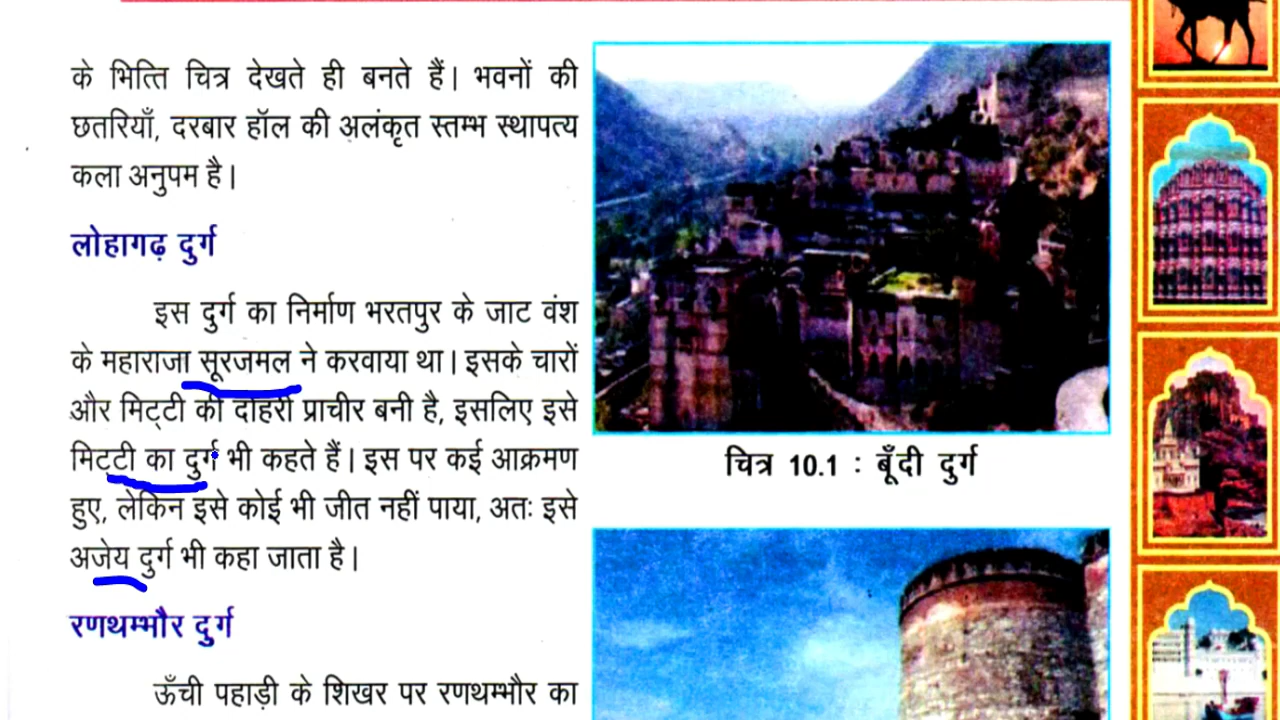 के भित्ति चित्र देखते ही बनते हैं। भवनों की
छतरियाँ, दरबार हॉल की अलंकृत स्तम्भ स्थापत्य
कला अनुपम है।
लोहागढ़ दुर्ग
इस दुर्ग का निर्माण भरतपुर के जाट वंश
के महाराजा सूरजमल ने करवाया था। इसके चारों
और मिट्टी की दोहरी प्राचीर बनी है, इसलिए इसे
मिट्टी का दुर्ग भी कहते हैं। इस पर कई आक्रमण
हुए, लेकिन इसे कोई भी जीत नहीं पाया, अतः इसे
अजेय दुर्ग भी कहा जाता है।
रणथम्भौर दुर्ग
ऊँची पहाड़ी के शिखर पर रणथम्भौर का
चित्र 10.1 : बूँदी दुर्ग